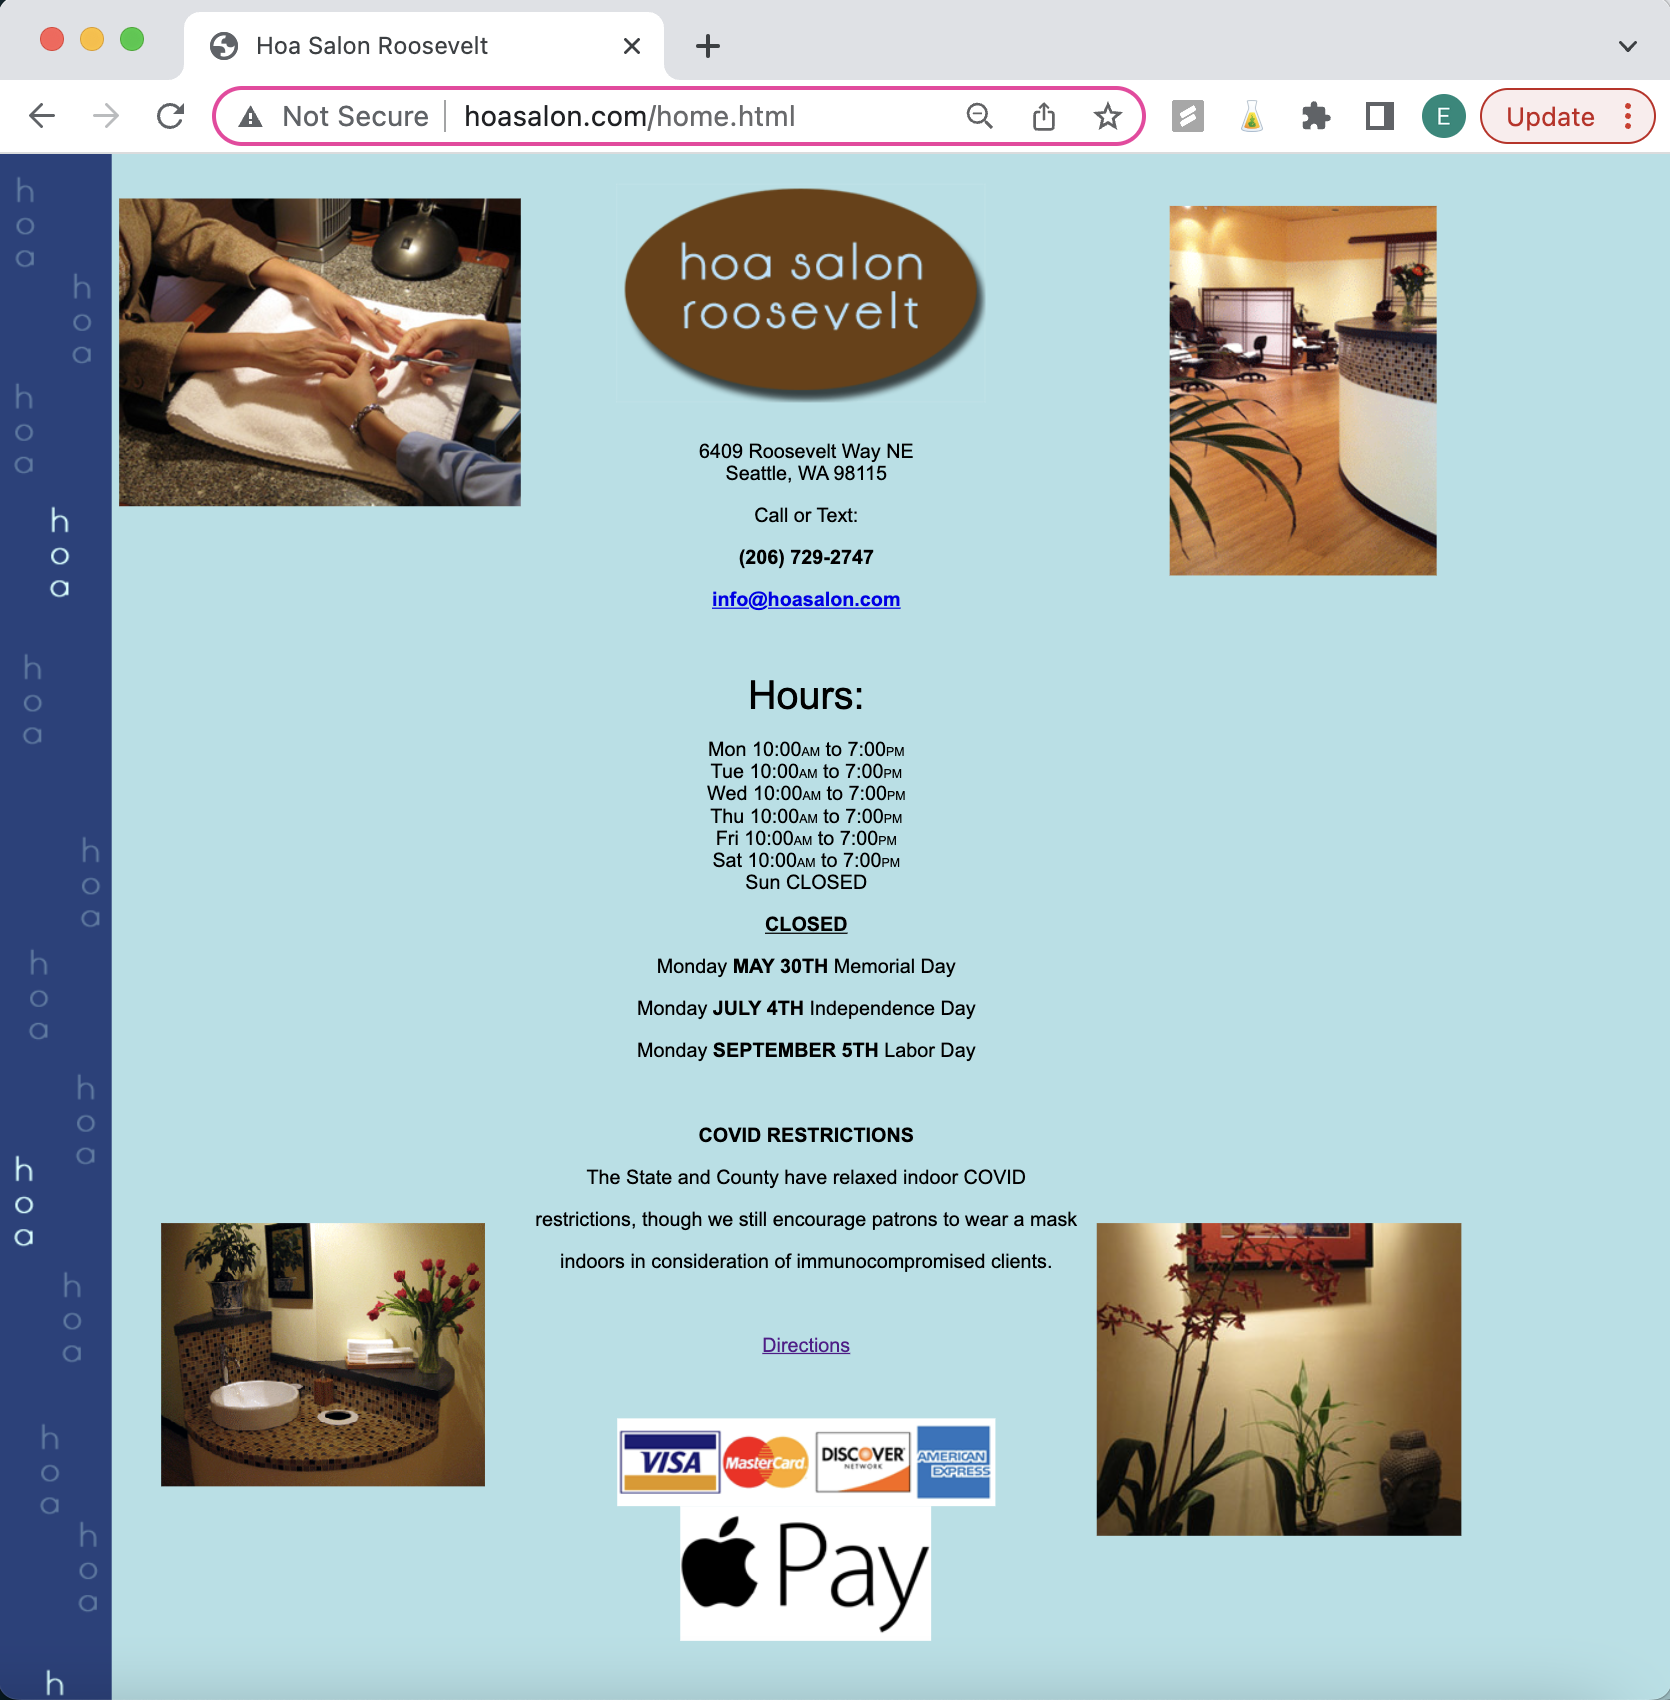 Hoa Salon Roosevelt
Not Secure
hoasalon.com/home.html
E
Update
h
o
a
h
o
a
h
o
a
h
o
a
h
o
a
h
o
a
h
o
a
h
o
a
h
o
a
h
o
a
h
o
a
h
o
a
h
hoa salon
roosevelt
6409 Roosevelt Way NE
Seattle, WA 98115
Call or Text:
(206) 729-2747
info@hoasalon.com
Hours:
Mon 10:00AM to 7:00PM
Tue 10:00AM to 7:00PM
Wed 10:00AM to 7:00PM
Thu 10:00AM to 7:00PM
Fri 10:00AM to 7:00PM
Sat 10:00AM to 7:00PM
Sun CLOSED
CLOSED
Monday MAY 30TH Memorial Day
Monday JULY 4TH Independence Day
Monday SEPTEMBER 5TH Labor Day
COVID RESTRICTIONS
The State and County have relaxed indoor COVID
restrictions, though we still encourage patrons to wear a mask
indoors in consideration of immunocompromised clients.
Directions
VISA
MasterCard
DISCOVER
NETWORK
AMERICAN
EXPRESS
Pay